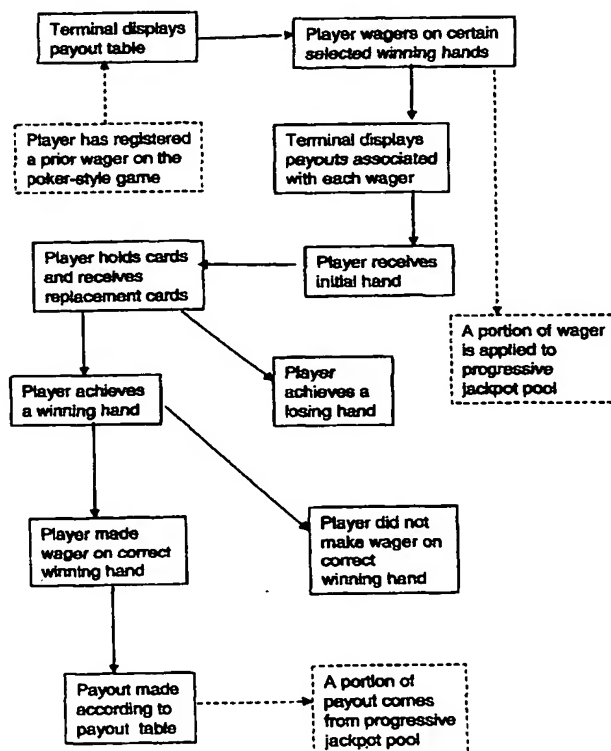 Terminal displays
payout table
Player wagers on certain
selected winning hands
Player has registered
a prior wager on the
poker-style game
Terminal displays
payouts associated
with each wager
Player holds cards
and receives
replacement cards
Player receives
initial hand
A portion of wager
is applied to
progressive
jackpot pool
Player achieves
a winning hand
Player
achieves a
losing hand
Player made
wager on correct
winning hand
Player did not
make wager on
correct
winning hand
Payout made
according to
payout table
A portion of
payout comes
from progressive
jackpot pool